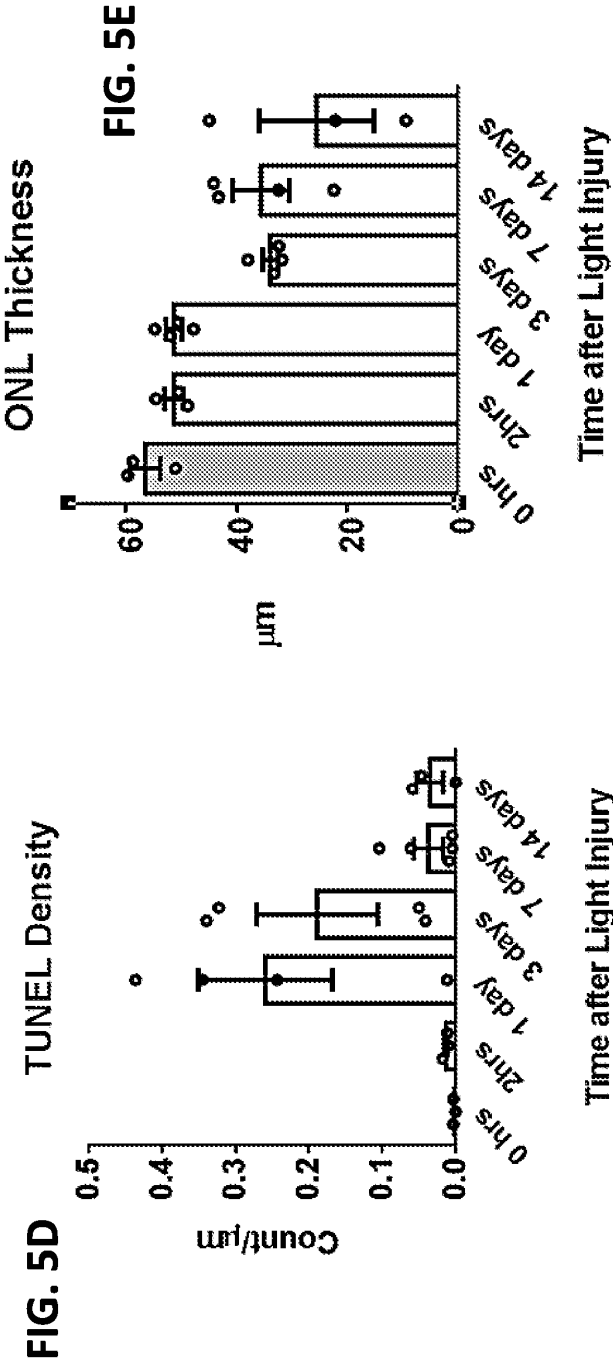 FIG. 5D
TUNEL Density
Count/µm
0.5
0.4
0.3
0.2
0.1
0.0
0 hrs
2hrs
1 day
3 days
7 days
14 days
Time after Light Injury
FIG. 5E
ONL Thickness
µm
60
40
20
0
0 hrs
2hrs
1 day
3 days
7 days
14 days
Time after Light Injury